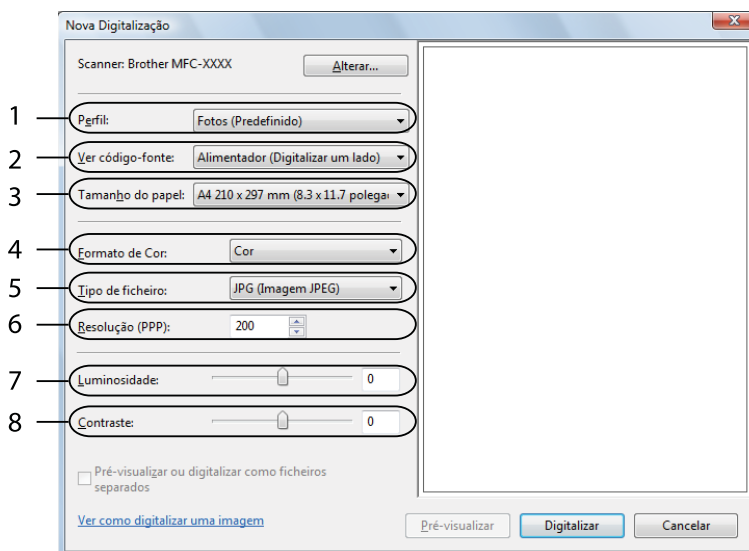 Nova Digitalização
Scanner: Brother MFC-XXXX
Alterar...
1
Perfil:
Fotos (Predefinido)
2
Ver código-fonte:
Alimentador (Digitalizar um lado)
3
Tamanho do papel:
A4 210 x 297 mm (8.3 x 11.7 polega
4
Formato de Cor:
Cor
5
Tipo de ficheiro:
JPG (Imagem JPEG)
6
Resolução (PPP):
200
7
Luminosidade:
0
8
Contraste:
0
Pré-visualizar ou digitalizar como ficheiros
separados
Ver como digitalizar uma imagem
Pré-visualizar
Digitalizar
Cancelar